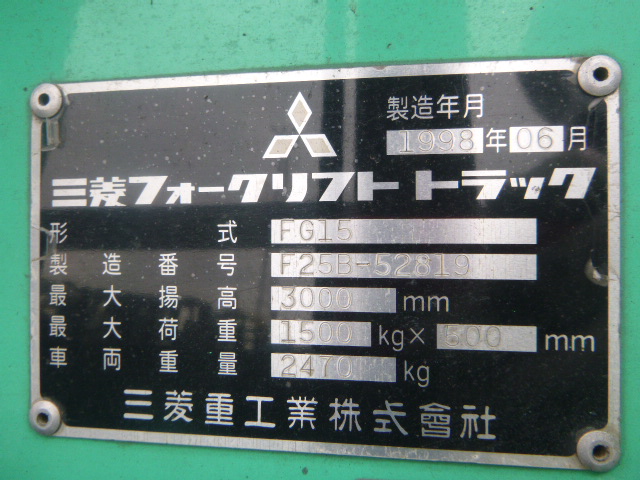 製造年月
1998年06月
三菱フォークリフト トラック
形式 FG15
製造番号 F25B-52819
最大揚高 3000 mm
最大荷重 1500 kg× 500 mm
車両重量 2470 kg
三菱重工業株式會社